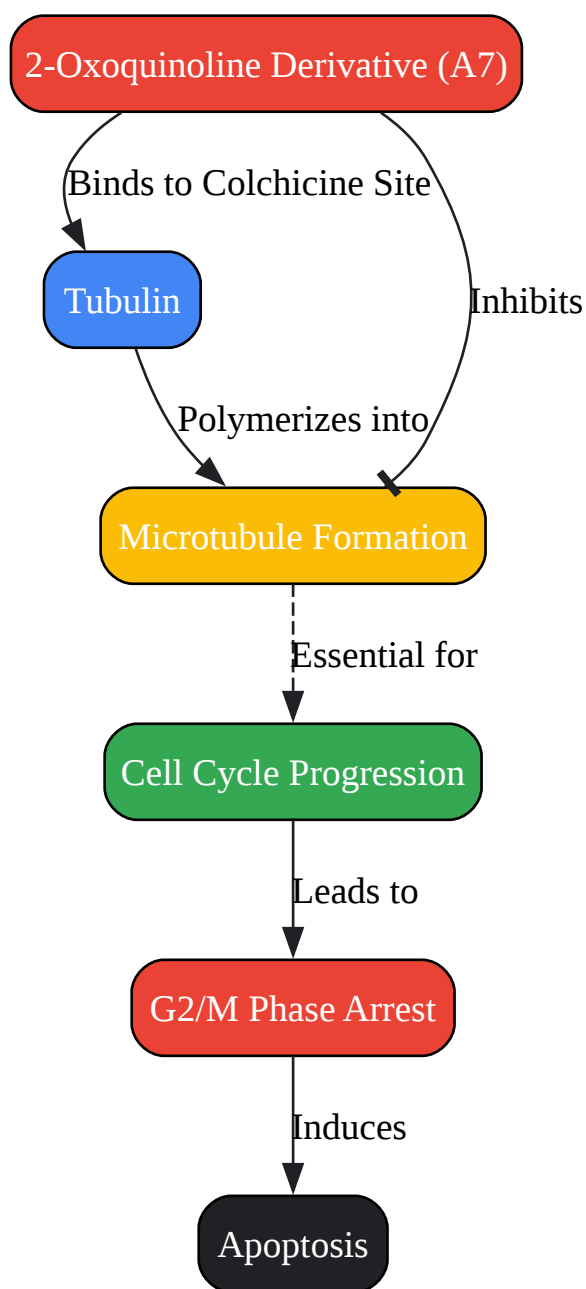 2-Oxoquinoline Derivative (A7)
Binds to Colchicine Site
Tubulin
Inhibits
Polymerizes into
Microtubule Formation
Essential for
Cell Cycle Progression
Leads to
G2/M Phase Arrest
Induces
Apoptosis